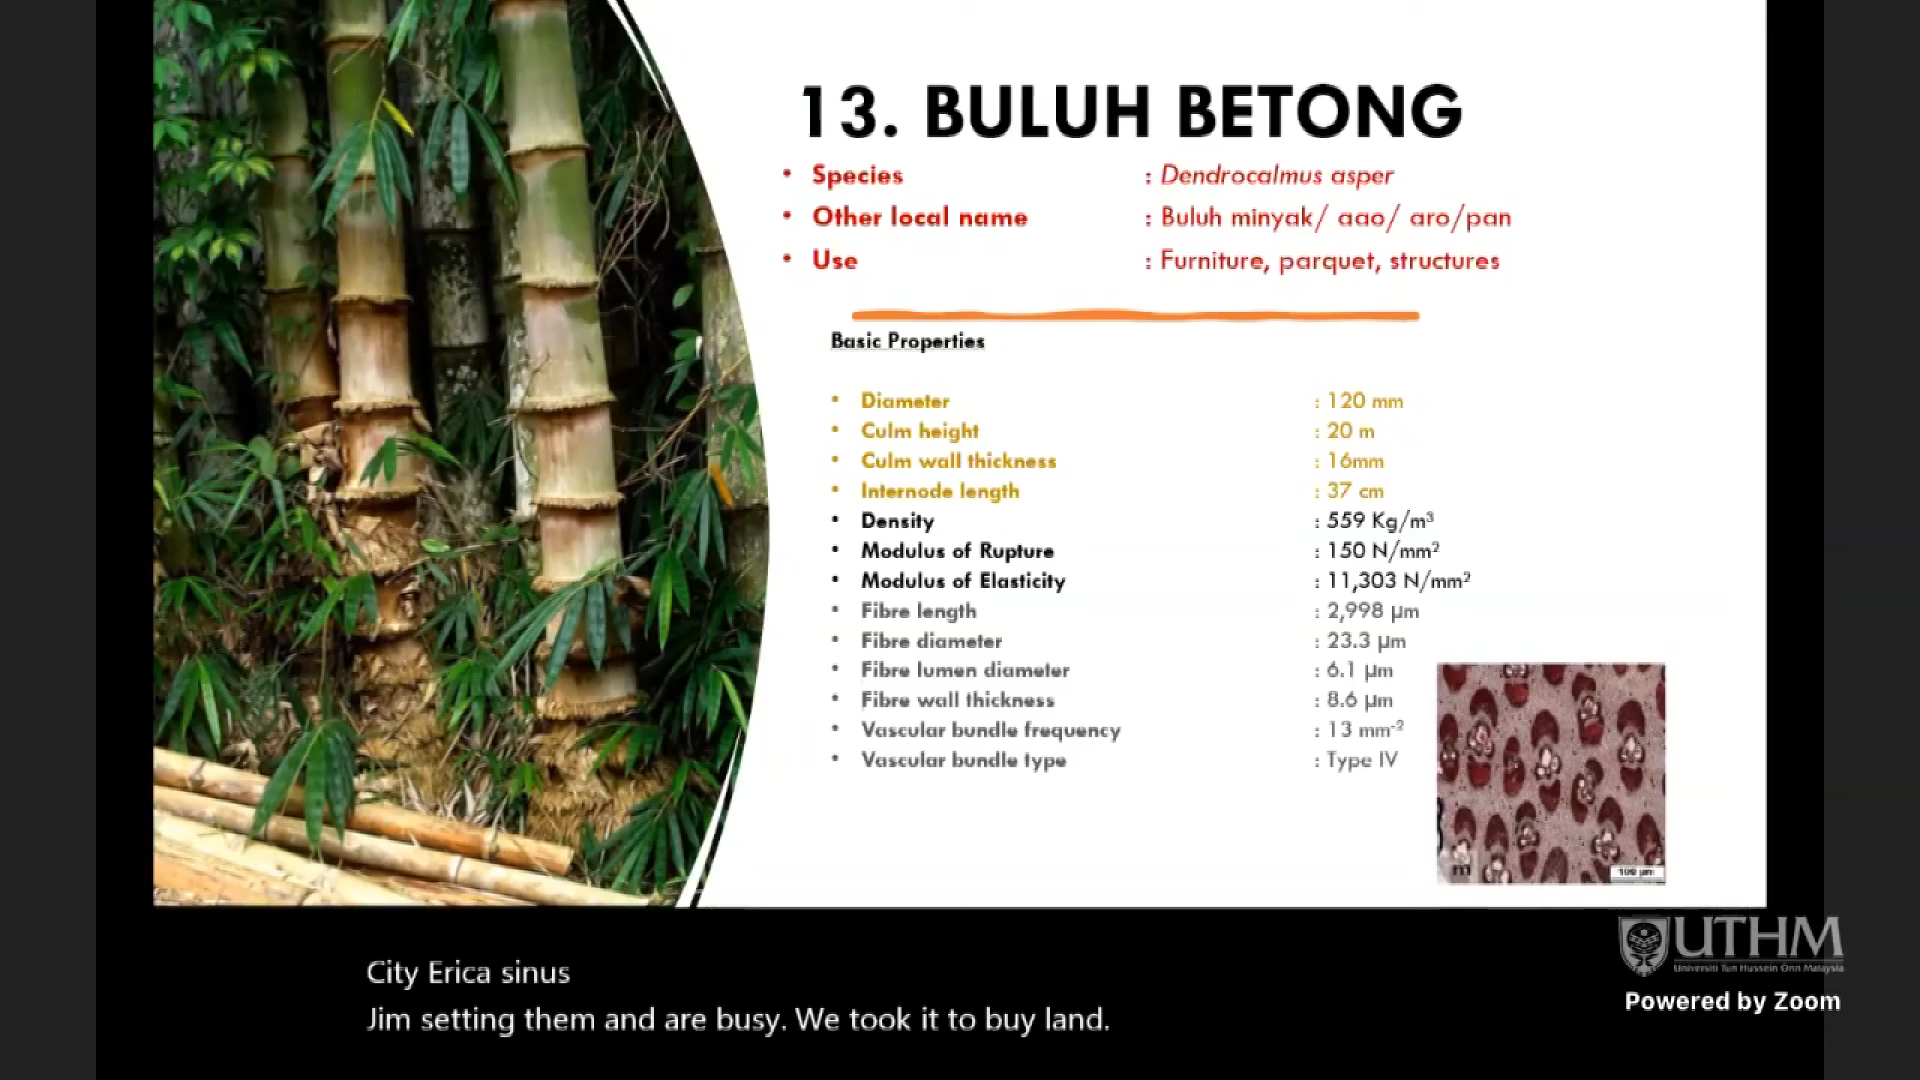 13. BULUH BETONG
• Species : Dendrocalmus asper
• Other local name : Buluh minyak/ aao/ aro/pan
• Use : Furniture, parquet, structures
Basic Properties
• Diameter : 120 mm
• Culm height : 20 m
• Culm wall thickness : 16mm
• Internode length : 37 cm
• Density : 559 Kg/m³
• Modulus of Rupture : 150 N/mm²
• Modulus of Elasticity : 11,303 N/mm²
• Fibre length : 2,998 µm
• Fibre diameter : 23.3 µm
• Fibre lumen diameter : 6.1 µm
• Fibre wall thickness : 8.6 µm
• Vascular bundle frequency : 13 mm⁻²
• Vascular bundle type : Type IV
m
100 µm
UTHM
Universiti Tun Hussein Onn Malaysia
Powered by Zoom
City Erica sinus
Jim setting them and are busy. We took it to buy land.